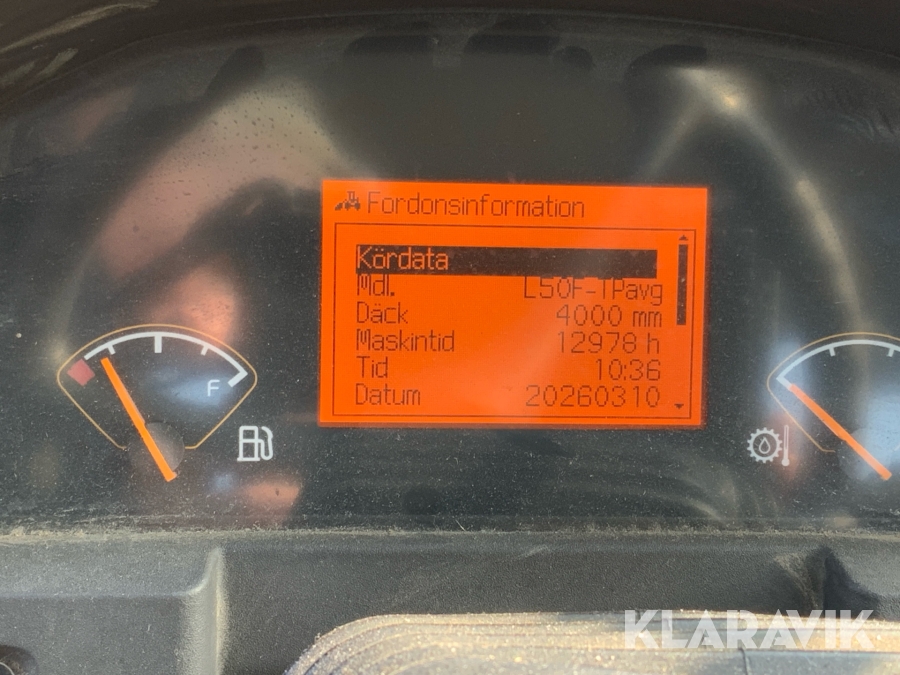 Fordonsinformation
Kördata
Mdl. L50F-TPavg
Däck 4000 mm
Maskintid 12978 h
Tid 10:36
Datum 20260310
F
KLARAVIK